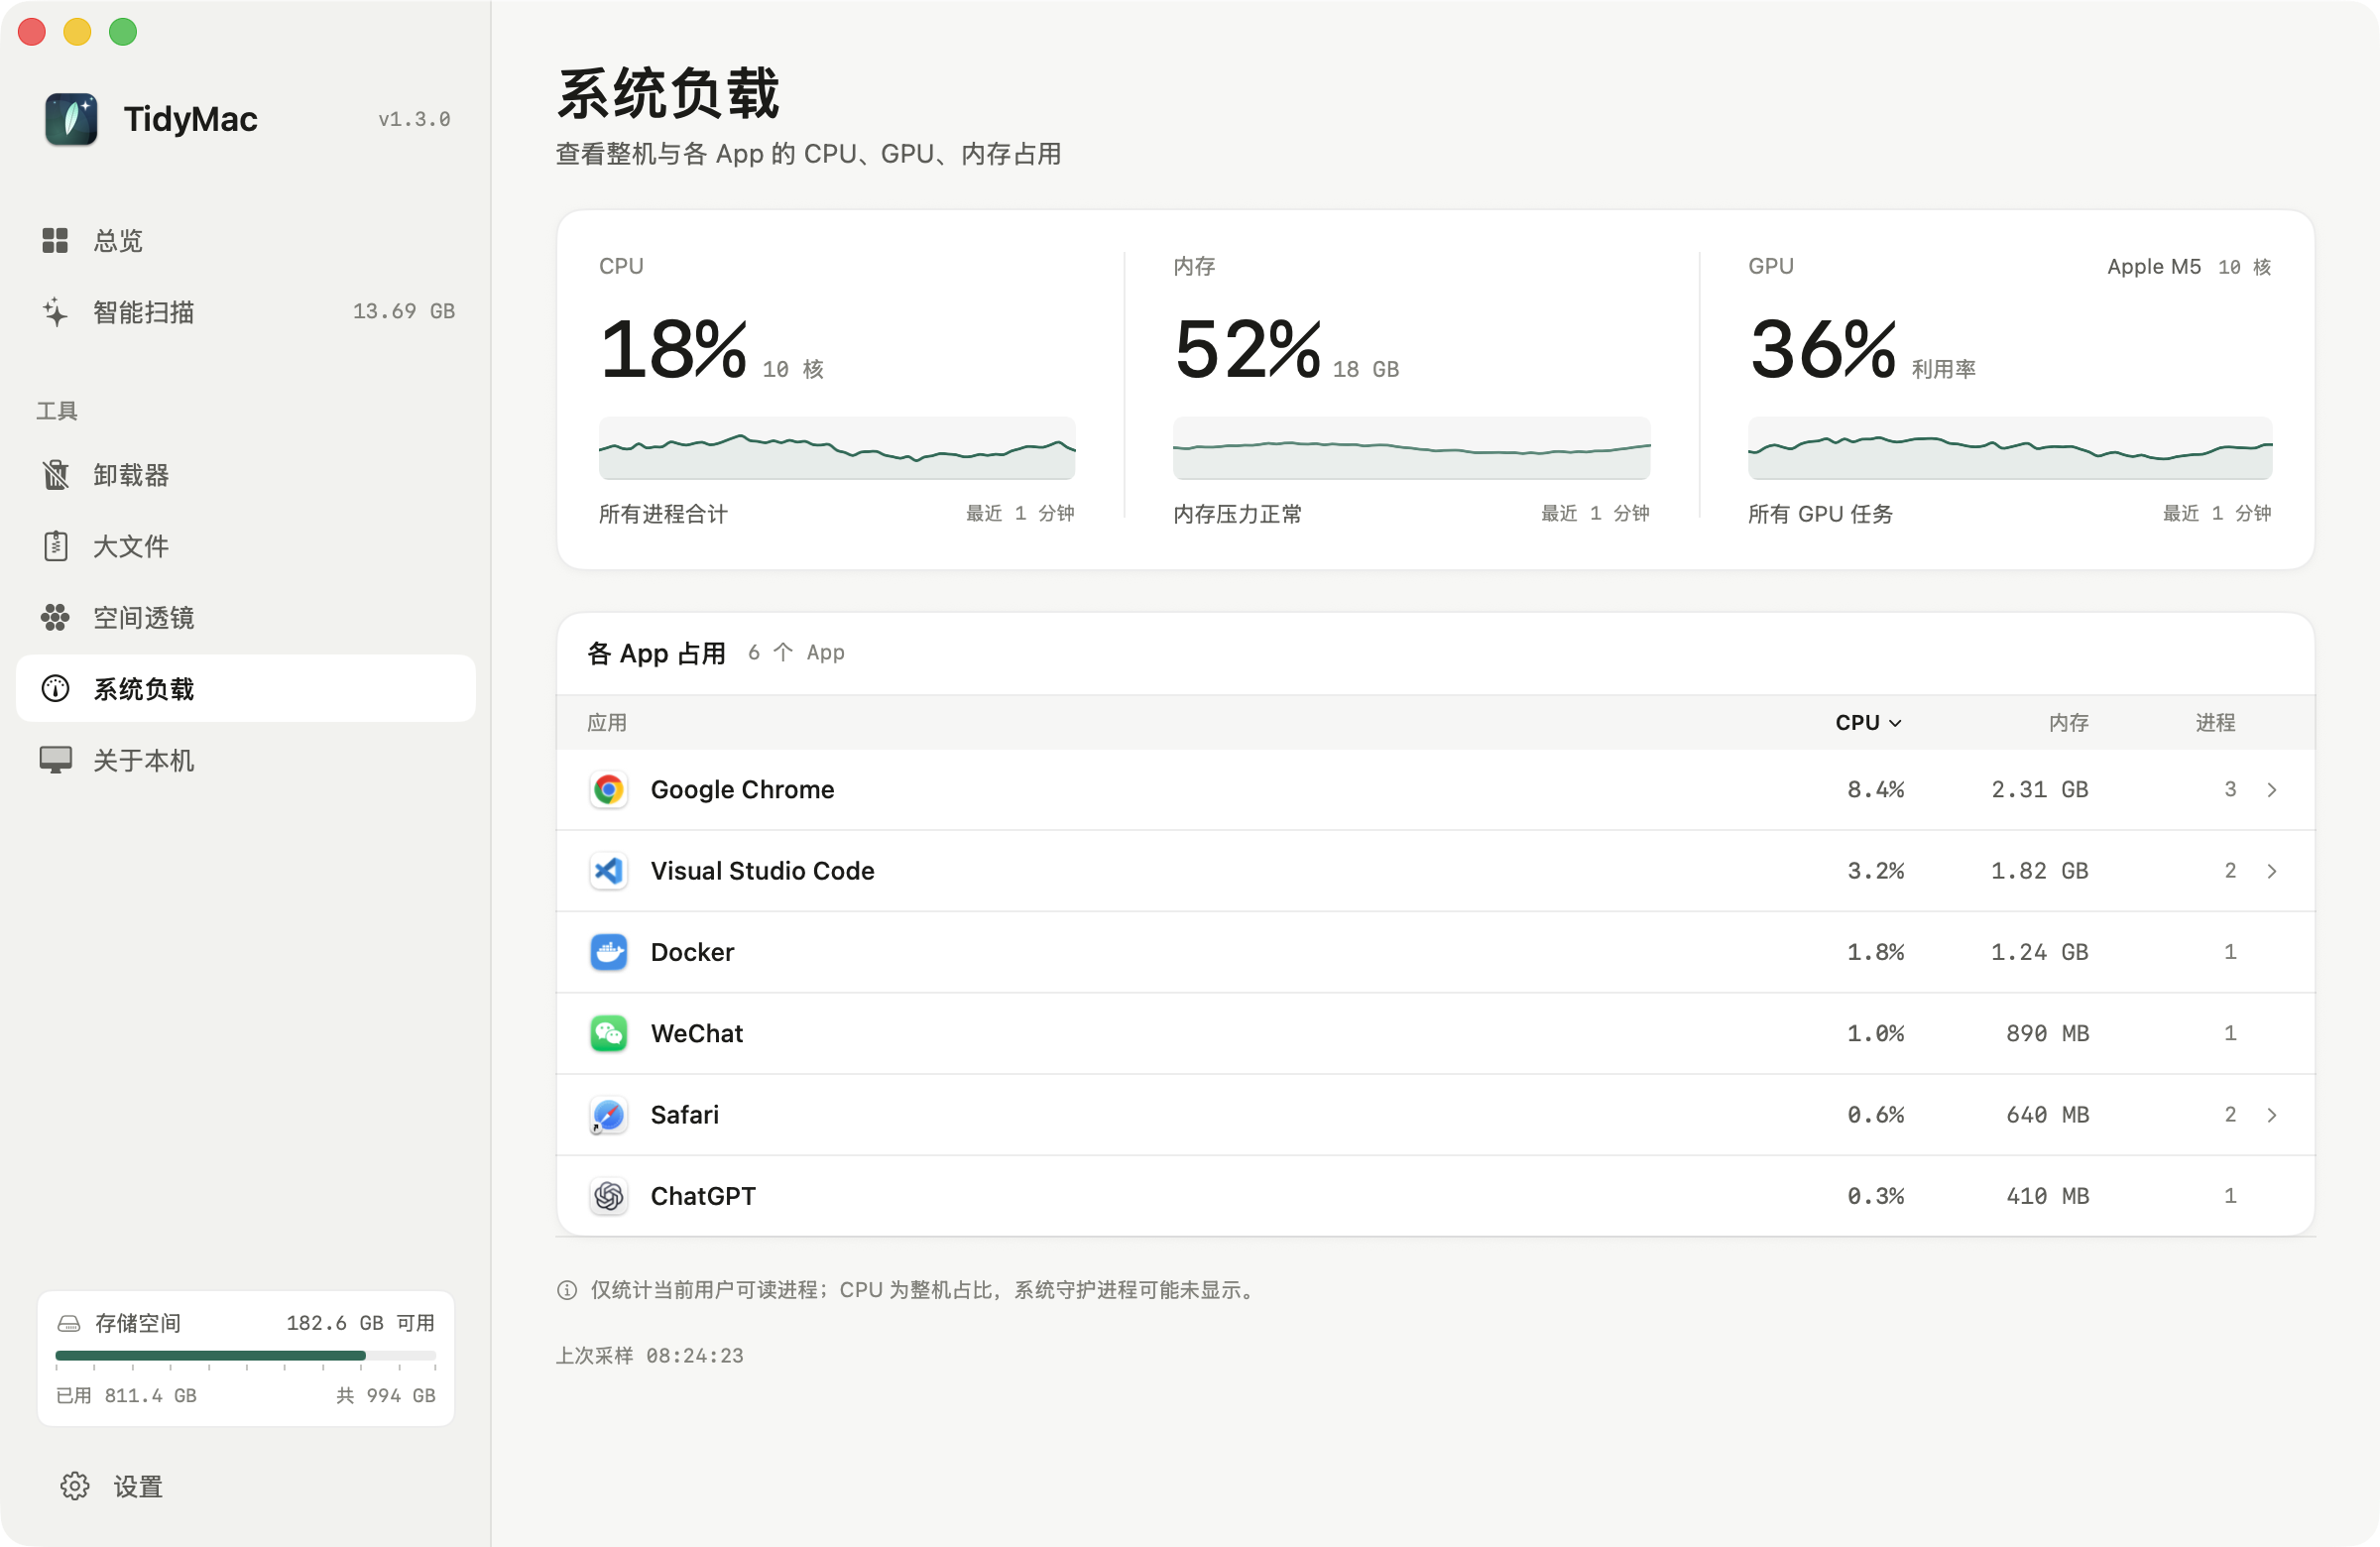 TidyMac v1.3.0
总览
智能扫描 13.69 GB
工具
卸载器
大文件
空间透镜
系统负载
关于本机
存储空间 182.6 GB 可用
已用 811.4 GB 共 994 GB
设置
系统负载
查看整机与各 App 的 CPU、GPU、内存占用
CPU
18% 10 核
所有进程合计 最近 1 分钟
内存
52% 18 GB
内存压力正常 最近 1 分钟
GPU Apple M5 10 核
36% 利用率
所有 GPU 任务 最近 1 分钟
各 App 占用 6 个 App
应用 CPU 内存 进程
Google Chrome 8.4% 2.31 GB 3
Visual Studio Code 3.2% 1.82 GB 2
Docker 1.8% 1.24 GB 1
WeChat 1.0% 890 MB 1
Safari 0.6% 640 MB 2
ChatGPT 0.3% 410 MB 1
仅统计当前用户可读进程；CPU 为整机占比，系统守护进程可能未显示。
上次采样 08:24:23